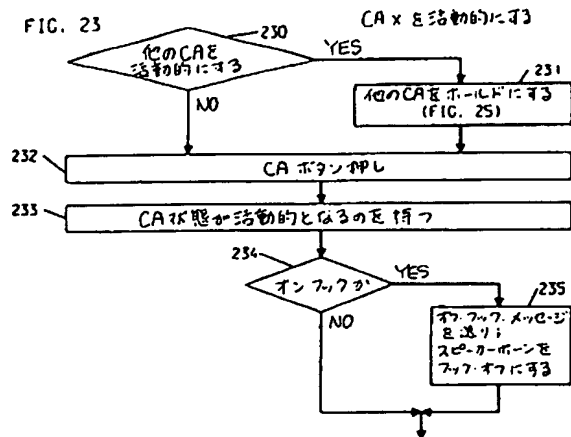 FIG. 23
CA x を活動的にする
230
他のCAを
活動的にする
YES
NO
231
他のCAをホールドにする
(FIG. 25)
232
CA ボタン押し
233
CA状態が活動的となるのを待つ
234
オンフックか
YES
NO
235
オフ・フック・メッセージ
を送り;
スピーカーホーンを
フック・オフにする